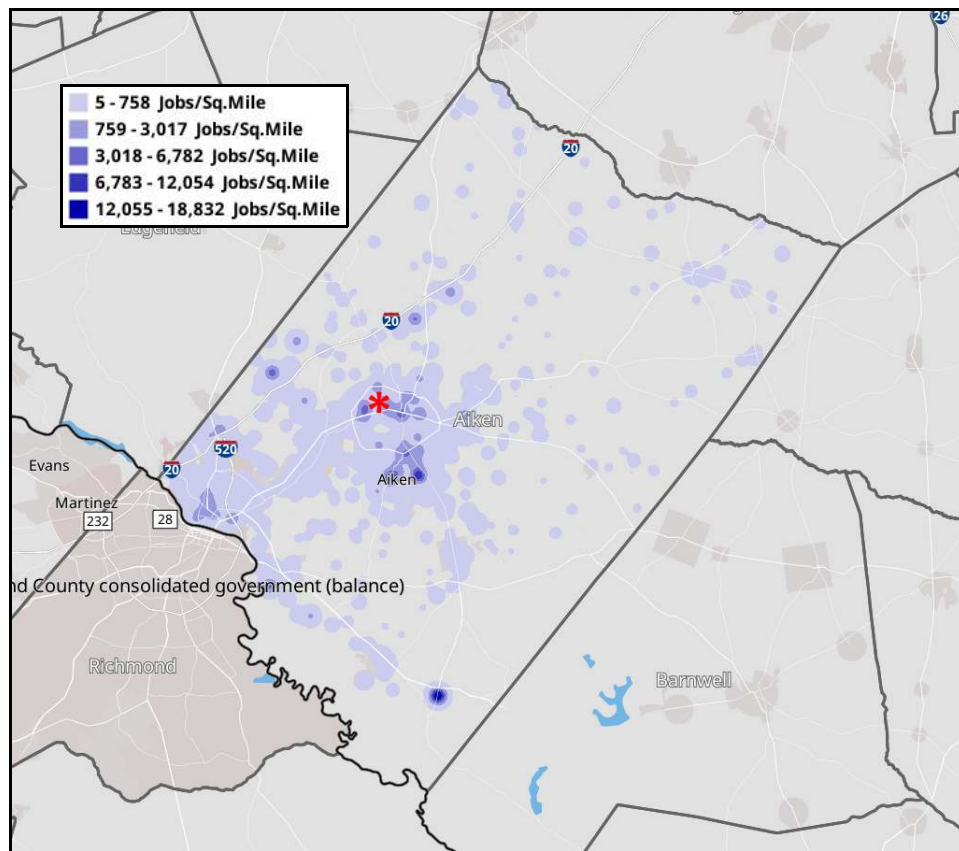 26
5 - 758 Jobs/Sq.Mile
759 - 3,017 Jobs/Sq.Mile
3,018 - 6,782 Jobs/Sq.Mile
6,783 - 12,054 Jobs/Sq.Mile
12,055 - 18,832 Jobs/Sq.Mile
20
20
Aiken
520
Evans
20
Aiken
Martinez
232
28
nd County consolidated government (balance)
Richmond
Barnwell